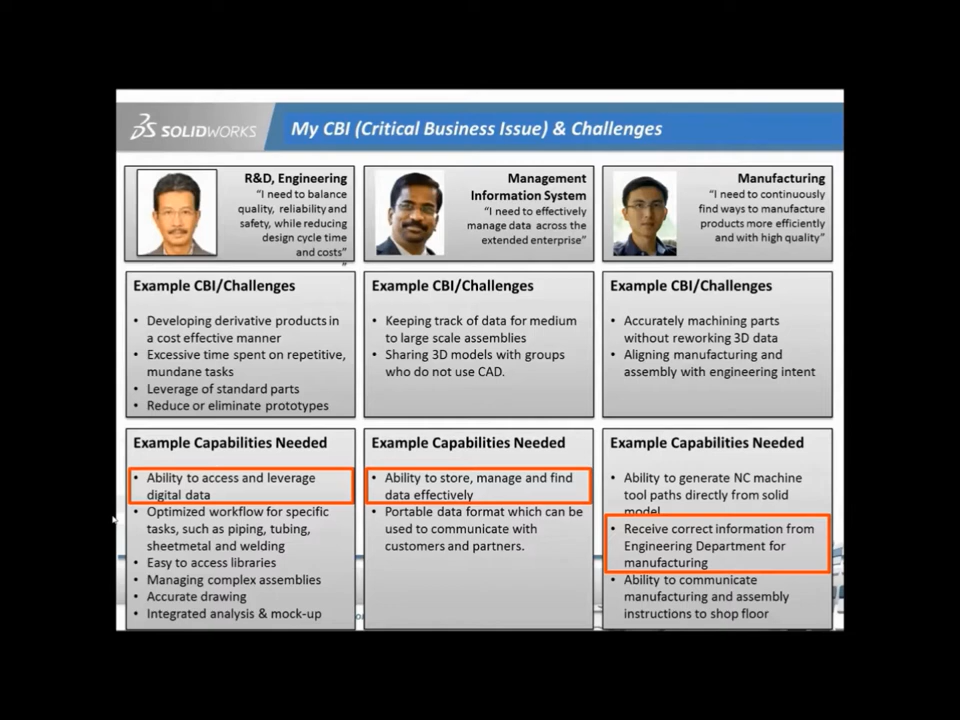 SOLIDWORKS
My CBI (Critical Business Issue) & Challenges
R&D, Engineering
“I need to balance
quality, reliability and
safety, while reducing
design cycle time
and costs”
”
Management
Information System
“I need to effectively
manage data across the
extended enterprise”
Manufacturing
“I need to continuously
find ways to manufacture
products more efficiently
and with high quality”
Example CBI/Challenges
• Developing derivative products in
a cost effective manner
• Excessive time spent on repetitive,
mundane tasks
• Leverage of standard parts
• Reduce or eliminate prototypes
Example CBI/Challenges
• Keeping track of data for medium
to large scale assemblies
• Sharing 3D models with groups
who do not use CAD.
Example CBI/Challenges
• Accurately machining parts
without reworking 3D data
• Aligning manufacturing and
assembly with engineering intent
Example Capabilities Needed
• Ability to access and leverage
digital data
• Optimized workflow for specific
tasks, such as piping, tubing,
sheetmetal and welding
• Easy to access libraries
• Managing complex assemblies
• Accurate drawing
• Integrated analysis & mock-up
Example Capabilities Needed
• Ability to store, manage and find
data effectively
• Portable data format which can be
used to communicate with
customers and partners.
Example Capabilities Needed
• Ability to generate NC machine
tool paths directly from solid
model
• Receive correct information from
Engineering Department for
manufacturing
• Ability to communicate
manufacturing and assembly
instructions to shop floor